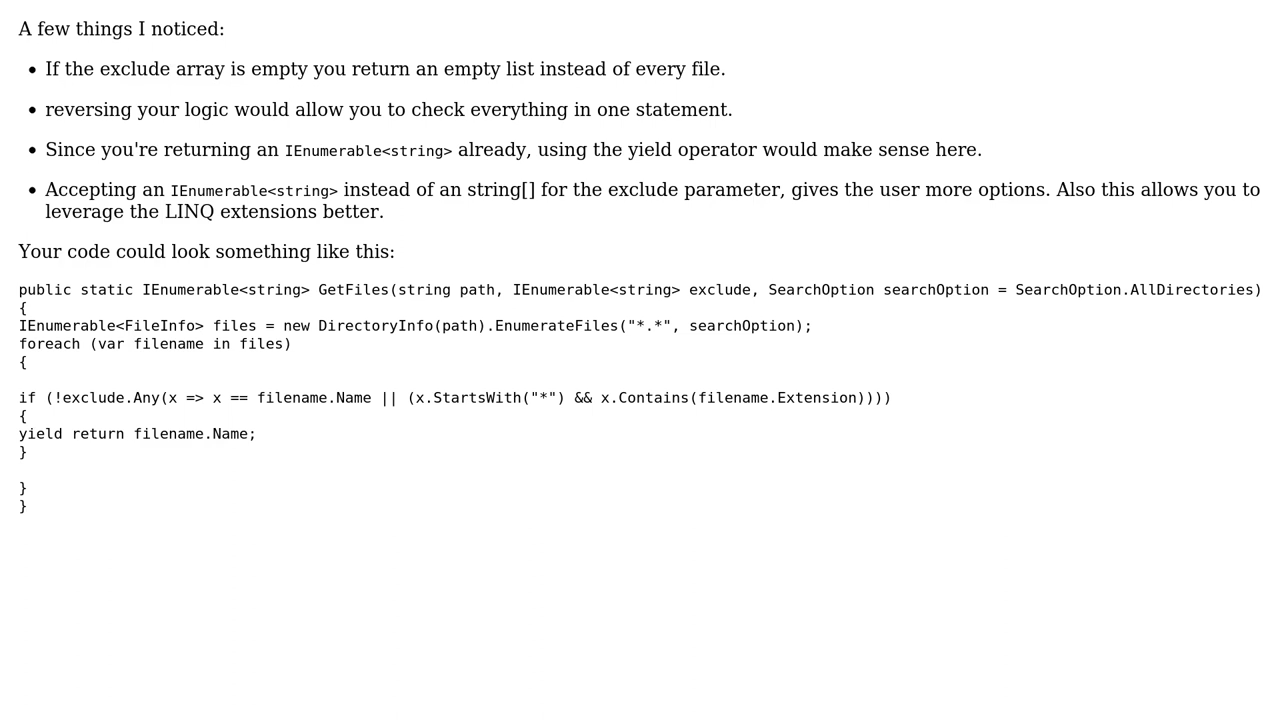 A few things I noticed:
• If the exclude array is empty you return an empty list instead of every file.
• reversing your logic would allow you to check everything in one statement.
• Since you're returning an IEnumerable<string> already, using the yield operator would make sense here.
• Accepting an IEnumerable<string> instead of an string[] for the exclude parameter, gives the user more options. Also this allows you to
leverage the LINQ extensions better.
Your code could look something like this:
public static IEnumerable<string> GetFiles(string path, IEnumerable<string> exclude, SearchOption searchOption = SearchOption.AllDirectories)
{
IEnumerable<FileInfo> files = new DirectoryInfo(path).EnumerateFiles("*.*", searchOption);
foreach (var filename in files)
{
if (!exclude.Any(x => x == filename.Name || (x.StartsWith("*") && x.Contains(filename.Extension))))
{
yield return filename.Name;
}
}
}